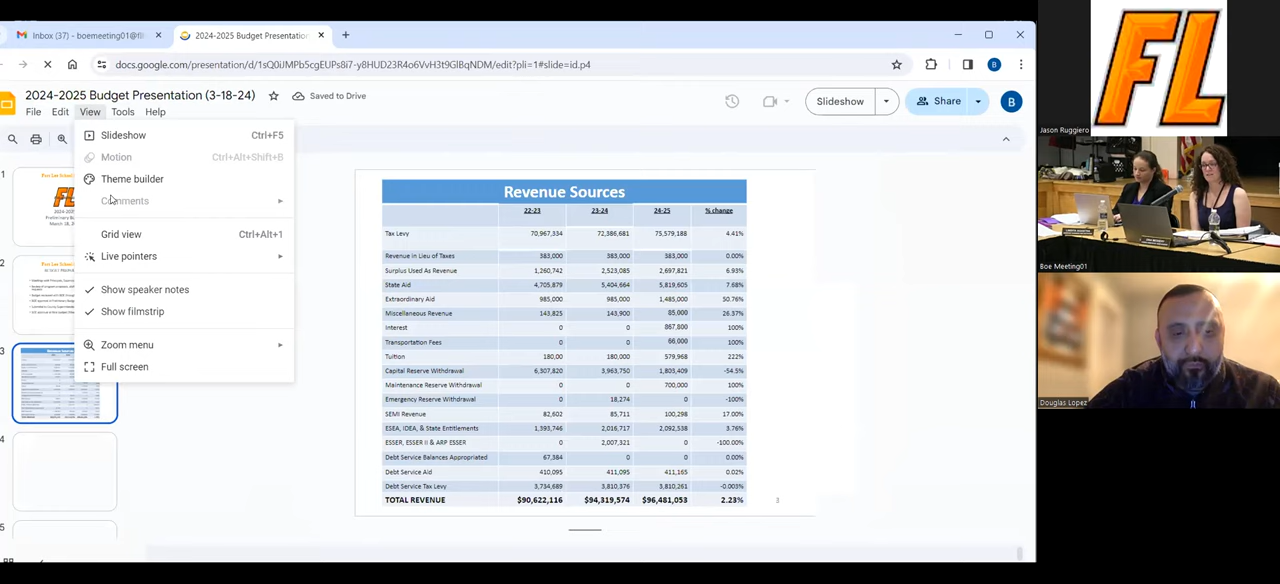 Inbox (37) - boemeeting01@fl
2024-2025 Budget Presentation
docs.google.com/presentation/d/1sQ0iJMPb5cgEUPs8i7-y8HUD23R4o6VvH3t9GlBqNDM/edit?pli=1#slide=id.p4
B
2024-2025 Budget Presentation (3-18-24)
Saved to Drive
Slideshow
Share
B
File Edit View Tools Help
Slideshow Ctrl+F5
Motion Ctrl+Alt+Shift+B
Theme builder
Comments
Grid view Ctrl+Alt+1
Live pointers
Show speaker notes
Show filmstrip
Zoom menu
Full screen
1
2
3
4
5
Revenue Sources
22-23 23-24 24-25 % change
Tax Levy 70,967,334 72,386,681 75,579,188 4.41%
Revenue in Lieu of Taxes 383,000 383,000 383,000 0.00%
Surplus Used As Revenue 1,260,742 2,523,085 2,697,821 6.93%
State Aid 4,705,879 5,404,664 5,819,605 7.68%
Extraordinary Aid 985,000 985,000 1,485,000 50.76%
Miscellaneous Revenue 143,825 143,900 85,000 26.37%
Interest 0 0 867,800 100%
Transportation Fees 0 0 66,000 100%
Tuition 180,00 180,000 579,968 222%
Capital Reserve Withdrawal 6,307,820 3,963,750 1,803,409 -54.5%
Maintenance Reserve Withdrawal 0 0 700,000 100%
Emergency Reserve Withdrawal 0 18,274 0 -100%
SEMI Revenue 82,602 85,711 100,298 17.00%
ESEA, IDEA, & State Entitlements 1,393,746 2,016,717 2,092,538 3.76%
ESSER, ESSER II & ARP ESSER 0 2,007,321 0 -100.00%
Debt Service Balances Appropriated 67,384 0 0 0.00%
Debt Service Aid 410,095 411,095 411,165 0.02%
Debt Service Tax Levy 3,734,689 3,810,376 3,810,261 -0.003%
TOTAL REVENUE $90,622,116 $94,319,574 $96,481,053 2.23%
3
FL
Jason Ruggiero
Boe Meeting01
Douglas Lopez